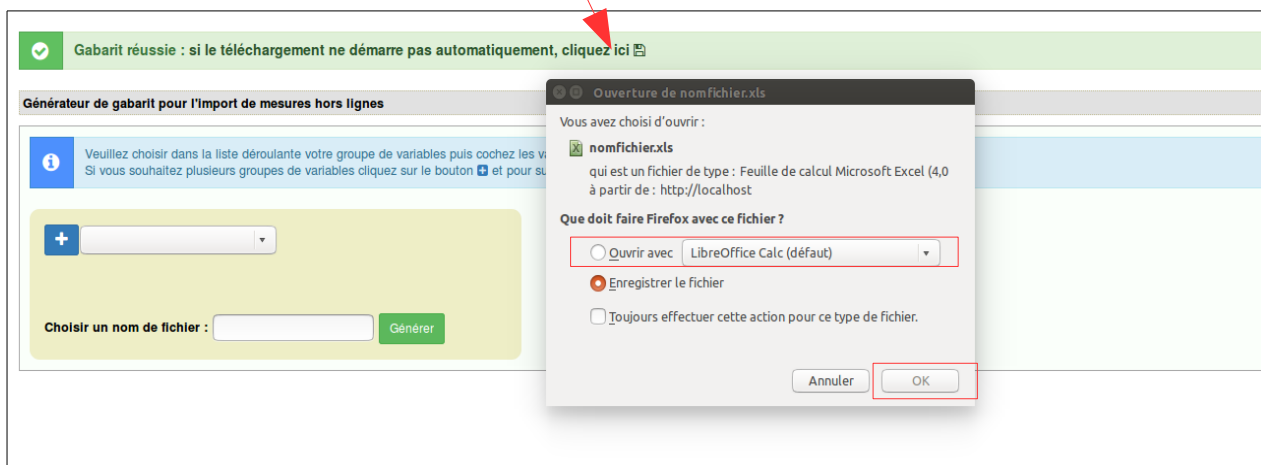 Gabarit réussie : si le téléchargement ne démarre pas automatiquement, cliquez ici
Générateur de gabarit pour l'import de mesures hors lignes
Veuillez choisir dans la liste déroulante votre groupe de variables puis cochez les
Si vous souhaitez plusieurs groupes de variables cliquez sur le bouton et pour
Choisir un nom de fichier :
Générer
Ouverture de nomfichier.xls
Vous avez choisi d'ouvrir :
nomfichier.xls
qui est un fichier de type : Feuille de calcul Microsoft Excel (4,0
à partir de : http://localhost
Que doit faire Firefox avec ce fichier ?
Ouvrir avec LibreOffice Calc (défaut)
Enregistrer le fichier
Toujours effectuer cette action pour ce type de fichier.
Annuler OK